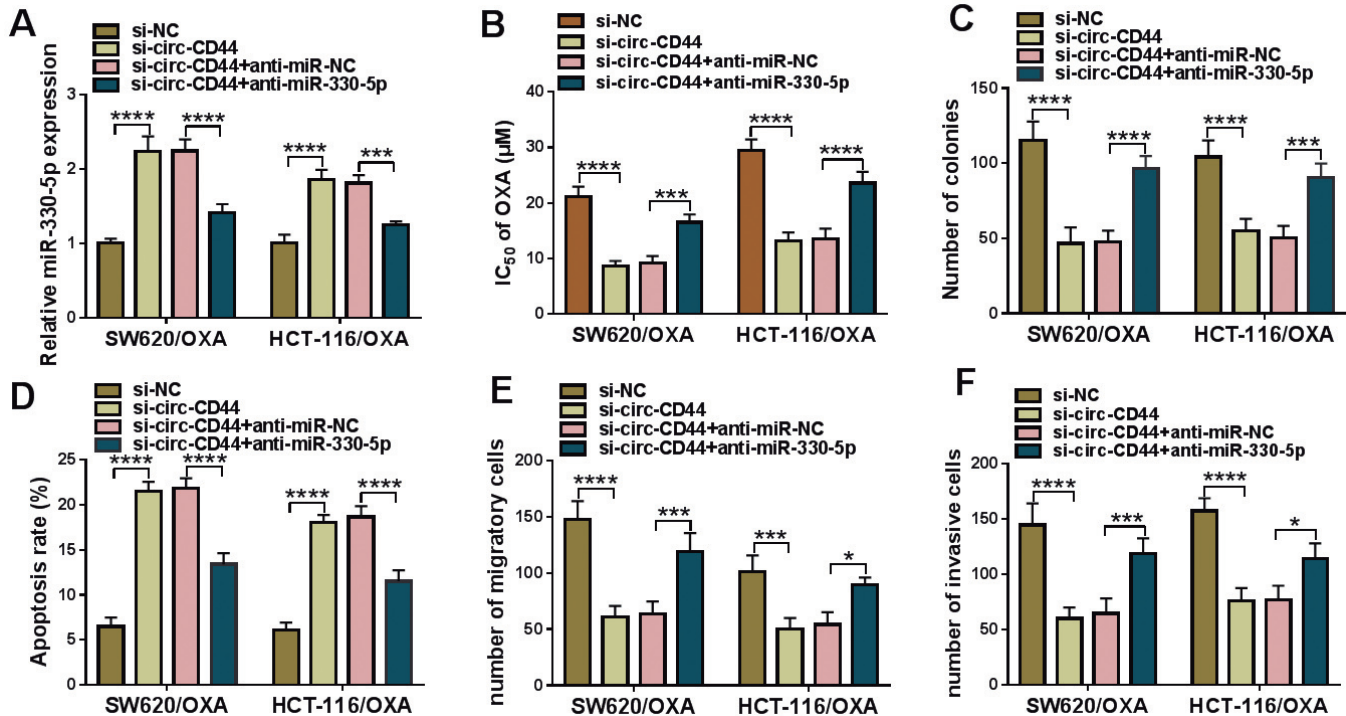 A
si-NC
si-circ-CD44
si-circ-CD44+anti-miR-NC
si-circ-CD44+anti-miR-330-5p
Relative miR-330-5p expression
3
2
1
0
****
****
****
***
SW620/OXA
HCT-116/OXA
B
si-NC
si-circ-CD44
si-circ-CD44+anti-miR-NC
si-circ-CD44+anti-miR-330-5p
IC50 of OXA (μM)
40
30
20
10
0
****
***
****
****
SW620/OXA
HCT-116/OXA
C
si-NC
si-circ-CD44
si-circ-CD44+anti-miR-NC
si-circ-CD44+anti-miR-330-5p
Number of colonies
150
100
50
0
****
****
****
***
SW620/OXA
HCT-116/OXA
D
si-NC
si-circ-CD44
si-circ-CD44+anti-miR-NC
si-circ-CD44+anti-miR-330-5p
Apoptosis rate (%)
25
20
15
10
5
0
****
****
****
****
SW620/OXA
HCT-116/OXA
E
si-NC
si-circ-CD44
si-circ-CD44+anti-miR-NC
si-circ-CD44+anti-miR-330-5p
number of migratory cells
200
150
100
50
0
****
***
***
*
SW620/OXA
HCT-116/OXA
F
si-NC
si-circ-CD44
si-circ-CD44+anti-miR-NC
si-circ-CD44+anti-miR-330-5p
number of invasive cells
200
150
100
50
0
****
***
****
*
SW620/OXA
HCT-116/OXA